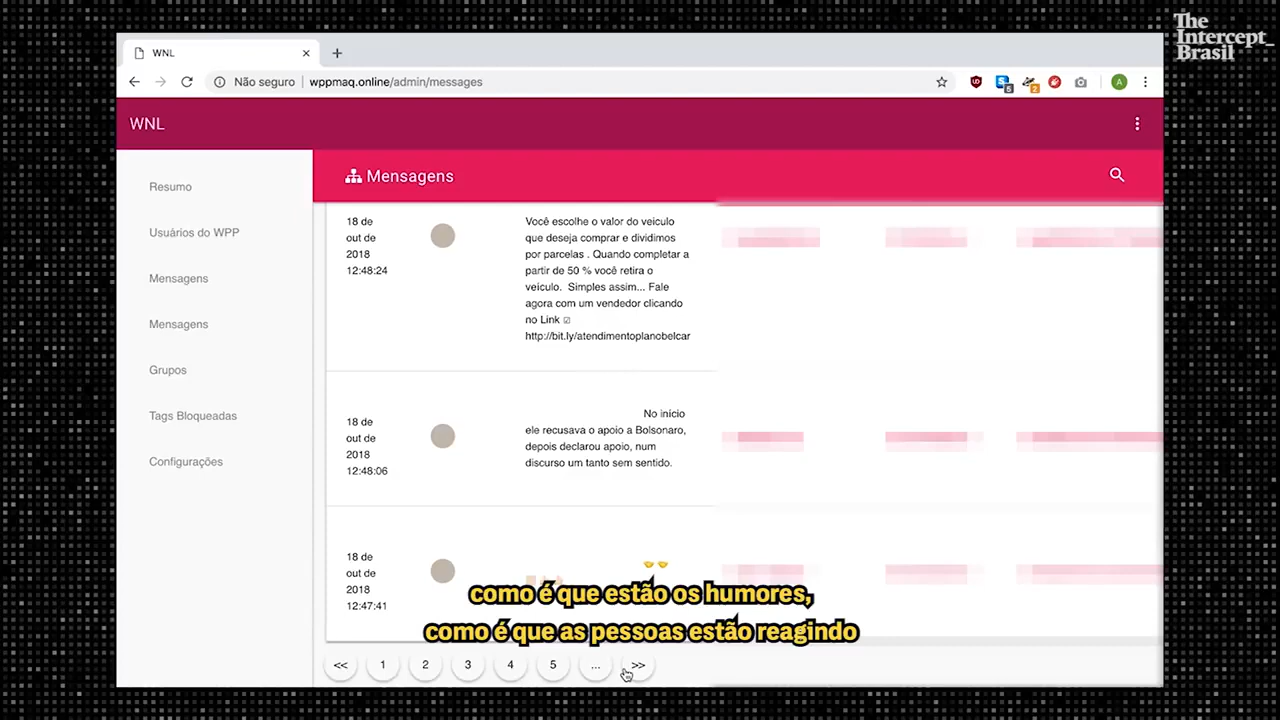 The
Intercept_
Brasil
WNL
Não seguro
wppmaq.online/admin/messages
6
2
A
WNL
Resumo
Usuários do WPP
Mensagens
Mensagens
Grupos
Tags Bloqueadas
Configurações
Mensagens
18 de
out de
2018
12:48:24
Você escolhe o valor do veiculo
que deseja comprar e dividimos
por parcelas . Quando completar a
partir de 50 % você retira o
veículo. Simples assim... Fale
agora com um vendedor clicando
no Link ☑
http://bit.ly/atendimentoplanobelcar
18 de
out de
2018
12:48:06
No início
ele recusava o apoio a Bolsonaro,
depois declarou apoio, num
discurso um tanto sem sentido.
18 de
out de
2018
12:47:41
como é que estão os humores,
como é que as pessoas estão reagindo
<< 1 2 3 4 5 ... >>